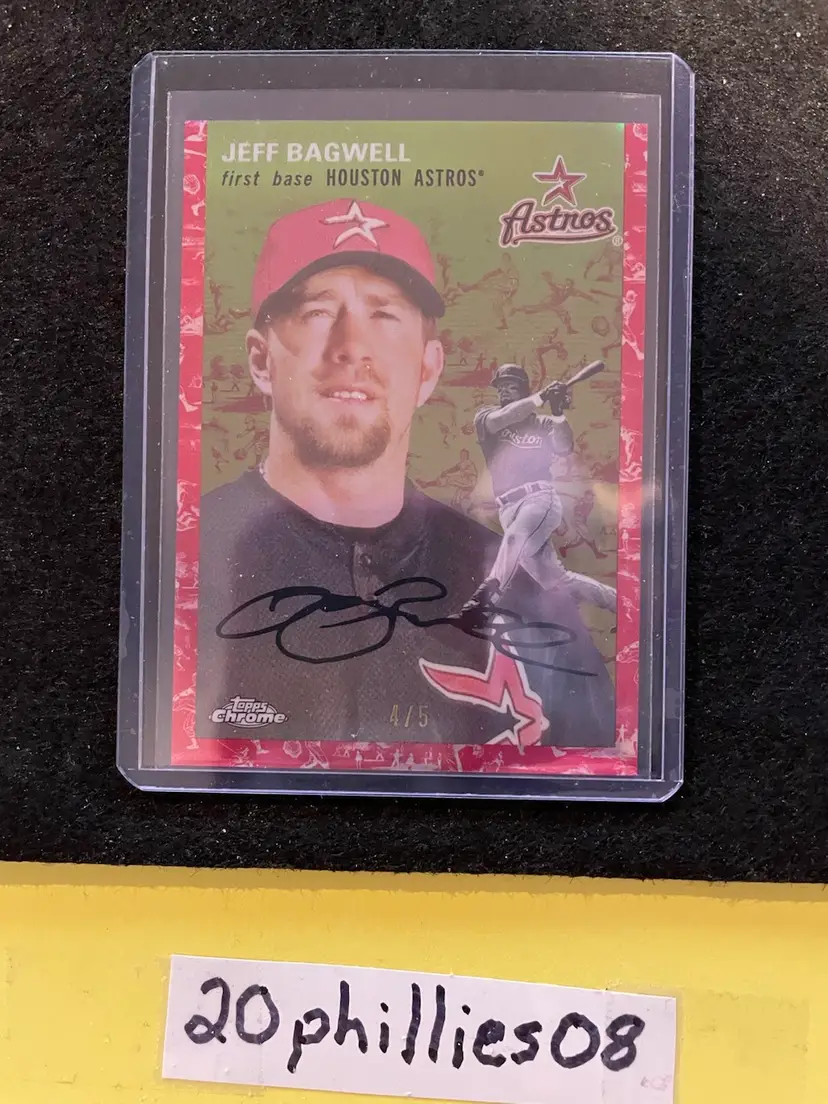 JEFF BAGWELL
first base HOUSTON ASTROS®
Astros®
Houston
Topps
Chrome
4/5
20phillies08